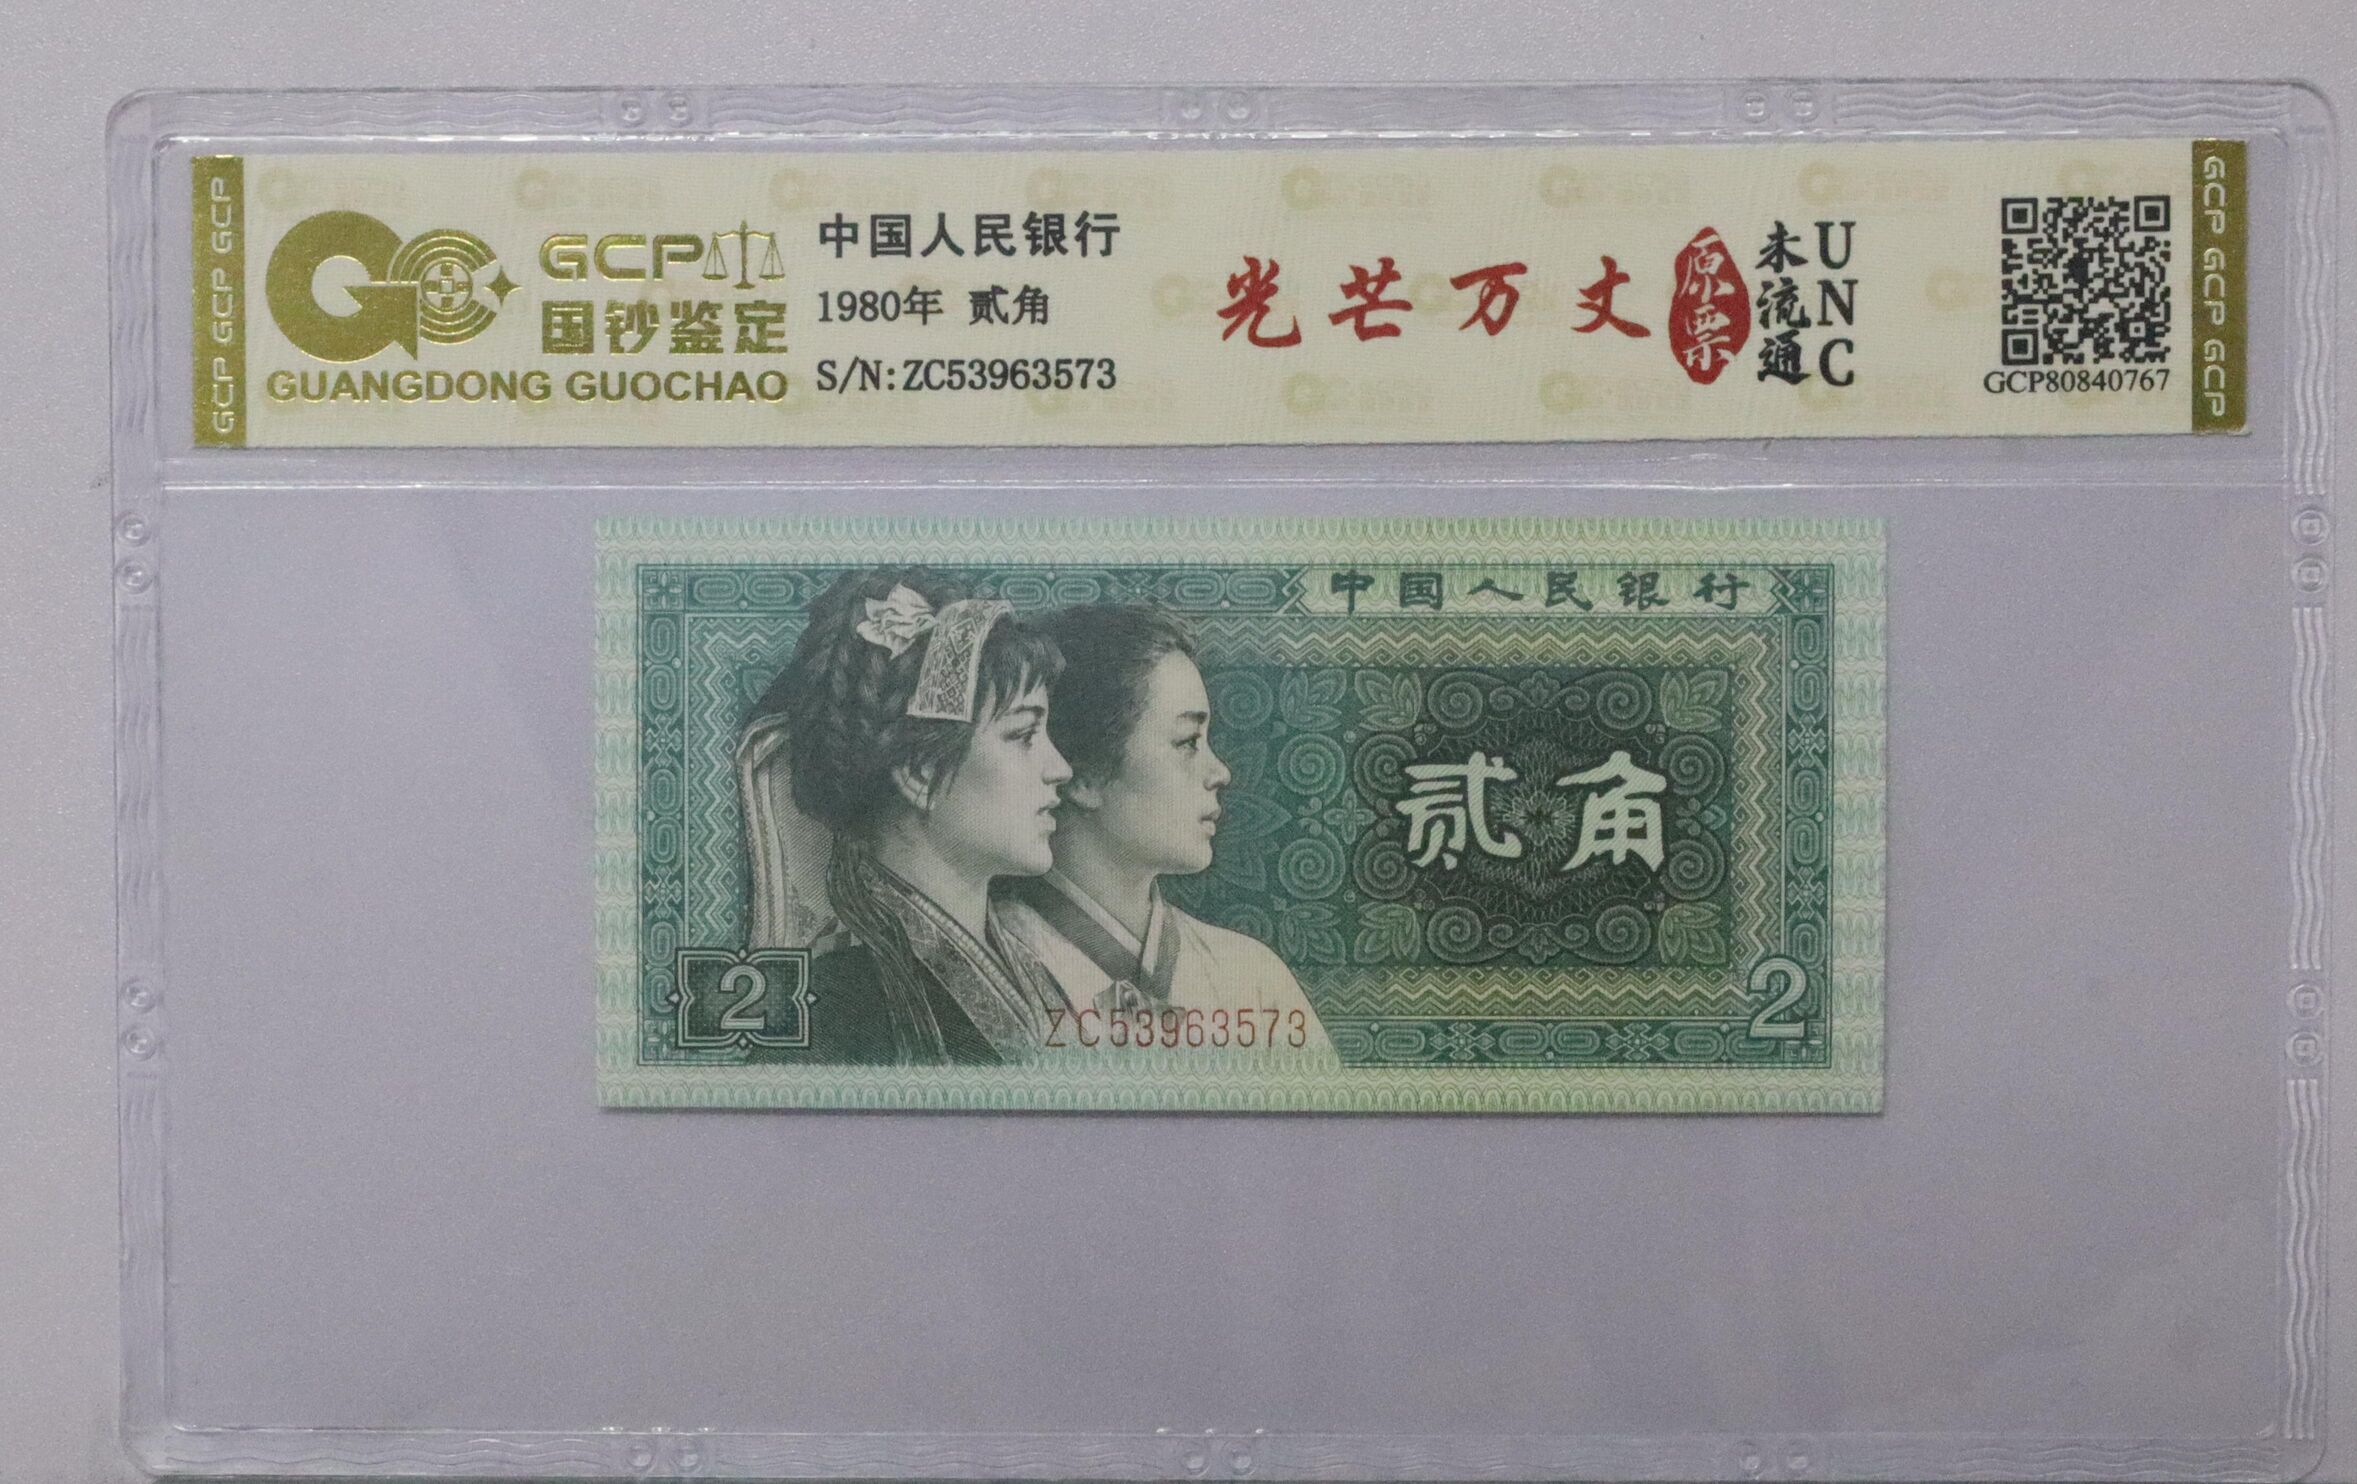 GCP GCP GCP
GCP
国钞鉴定
GUANGDONG GUOCHAO
中国人民银行
1980年 贰角
S/N:ZC53963573
光芒万丈
原票
未流通
UNC
GCP80840767
GCP GCP GCP
中国人民银行
贰角
2
2
ZC53963573